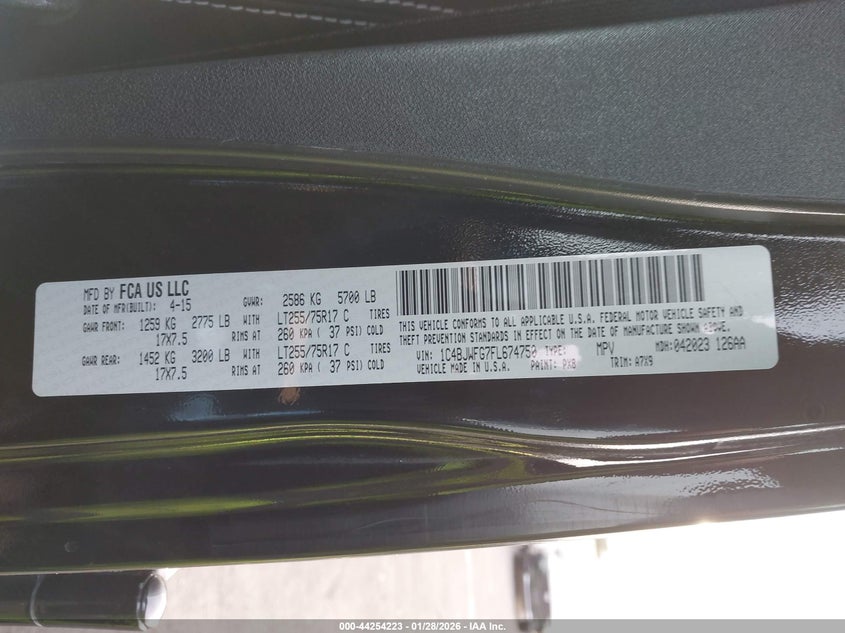 MFD BY FCA US LLC
DATE OF MFR(BUILT): 4-15 GVWR: 2586 KG 5700 LB
GAWR FRONT: 1259 KG 2775 LB WITH LT255/75R17 C TIRES
17X7.5 RIMS AT 260 KPA ( 37 PSI) COLD
GAWR REAR: 1452 KG 3200 LB WITH LT255/75R17 C TIRES
17X7.5 RIMS AT 260 KPA ( 37 PSI) COLD
THIS VEHICLE CONFORMS TO ALL APPLICABLE U.S.A. FEDERAL MOTOR VEHICLE SAFETY AND
THEFT PREVENTION STANDARDS IN EFFECT ON THE DATE OF MANUFACTURE SHOWN ABOVE.
VIN: 1C4BJWFG7FL674750 TYPE: MPV MDH: 042023 126AA
VEHICLE MADE IN U.S.A. PAINT: PX8 TRIM: A7X9
000-44254223 - 01/28/2026 - IAA Inc.